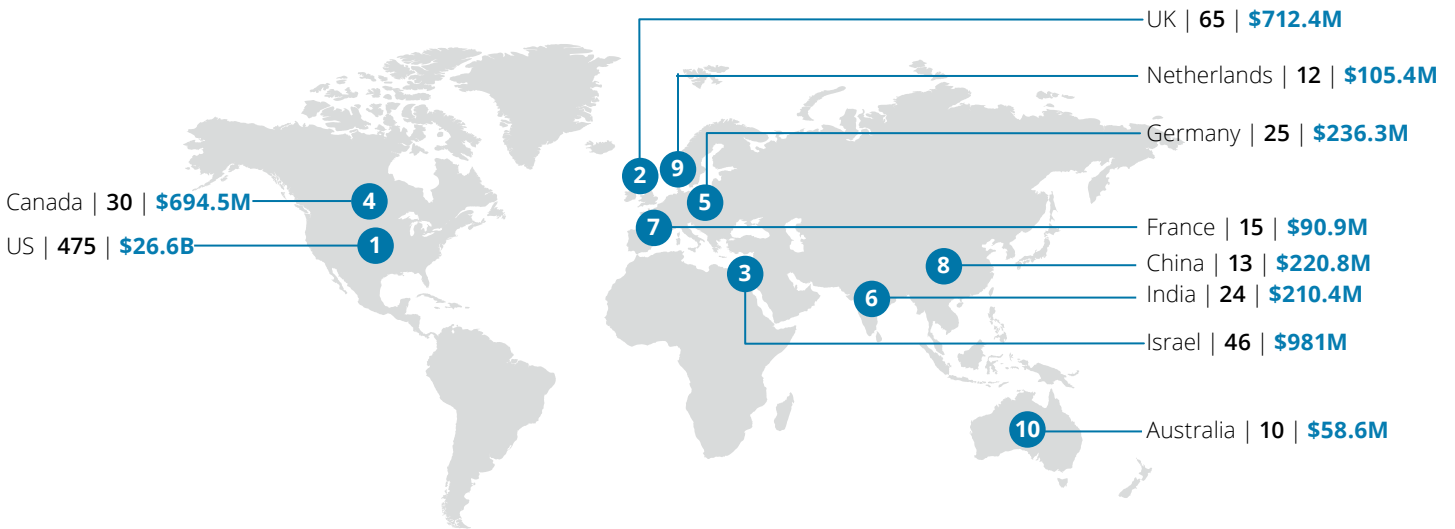 UK | 65 | $712.4M
Netherlands | 12 | $105.4M
Germany | 25 | $236.3M
2
9
Canada | 30 | $694.5M
4
5
US | 475 | $26.6B
1
7
France | 15 | $90.9M
3
8
China | 13 | $220.8M
6
India | 24 | $210.4M
Israel | 46 | $981M
10
Australia | 10 | $58.6M